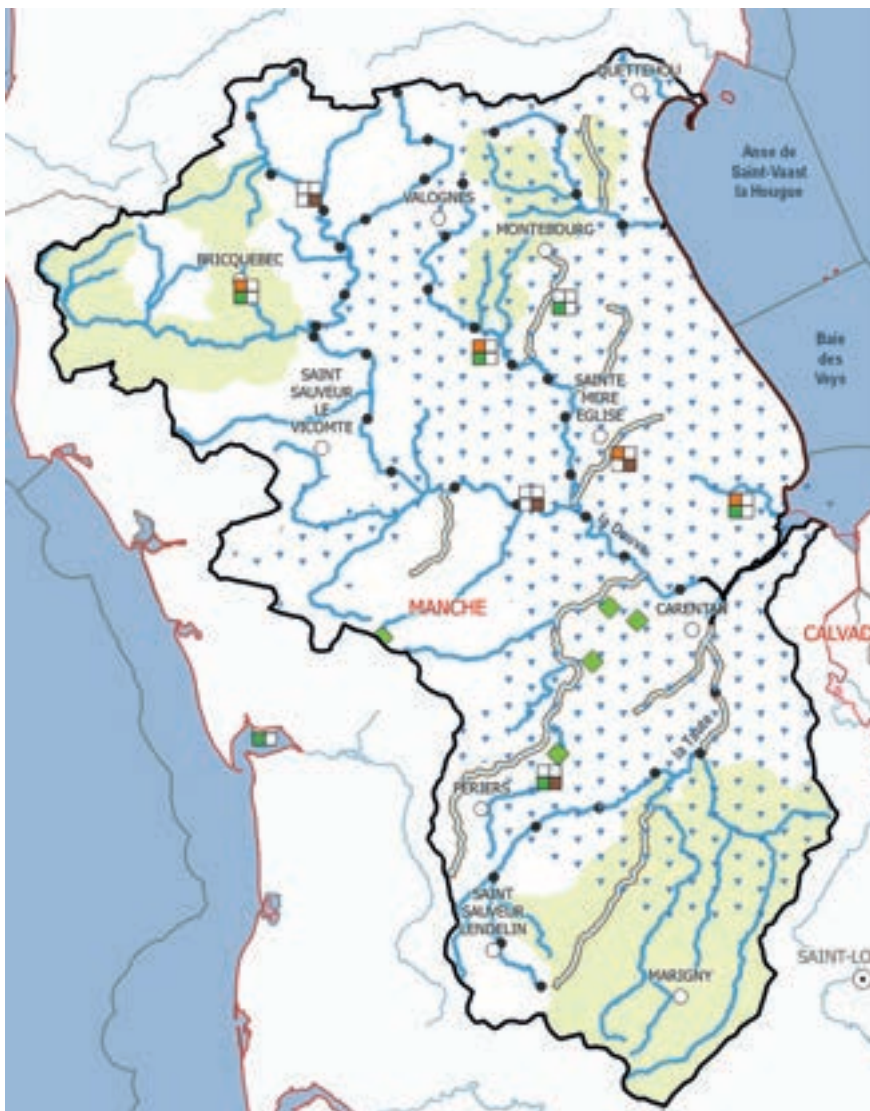 QUETTEHOU
Anse de
Saint-Vaast
la Hougue
VALOGNES
MONTEBOURG
BRICQUEBEC
Baie
des
Veys
SAINT
SAUVEUR
LE
VICOMTE
SAINTE
MERE
EGLISE
la Douve
MANCHE
CARENTAN
CALVAD
la Taute
PERIERS
SAINT
SAUVEUR
LENDELIN
MARIGNY
SAINT-LO